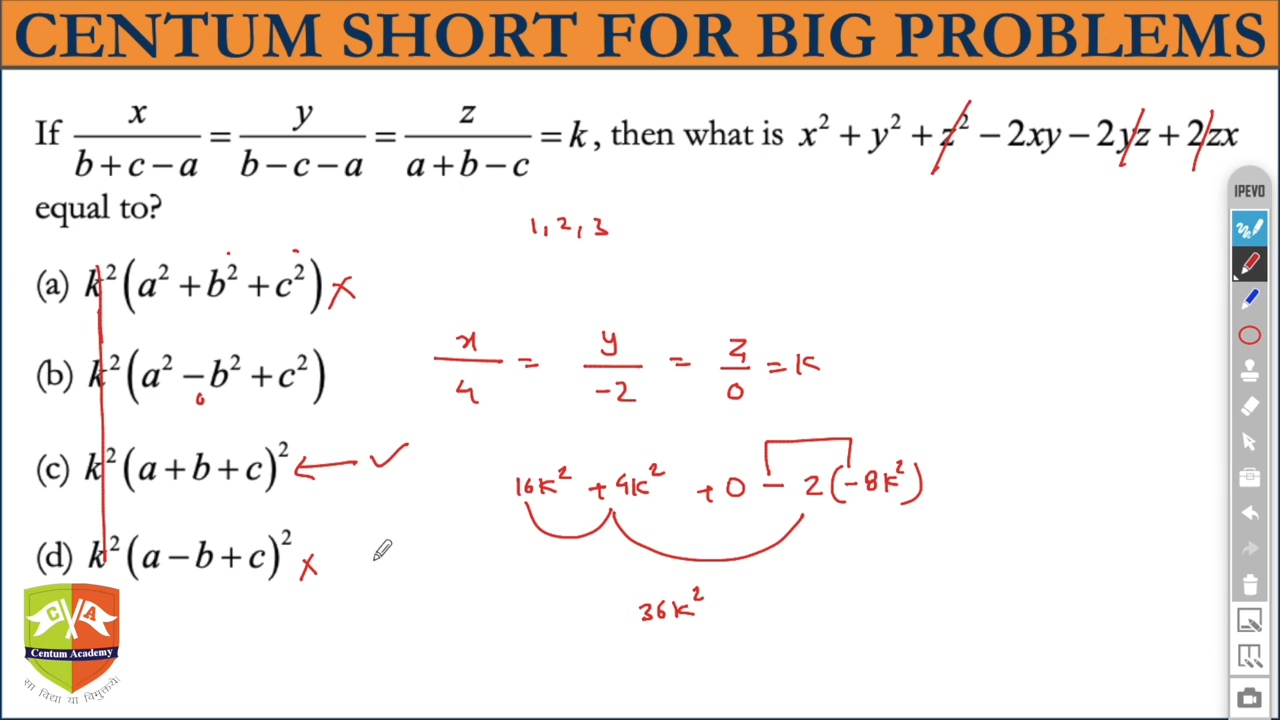 CENTUM SHORT FOR BIG PROBLEMS
If x/(b+c−a) = y/(b−c−a) = z/(a+b−c) = k, then what is x² + y² + z² − 2xy − 2yz + 2zx
equal to?
1, 2, 3
(a) k²(a² + b² + c²) ×
x/4 = y/−2 = z/0 = k
(b) k²(a² − b² + c²)
0
(c) k²(a + b + c)² ← ✓
16k² + 4k² + 0 − 2(−8k²)
(d) k²(a − b + c)² ×
36k²
IPEVO
C A
Centum Academy
सा विद्या या विमुक्तये